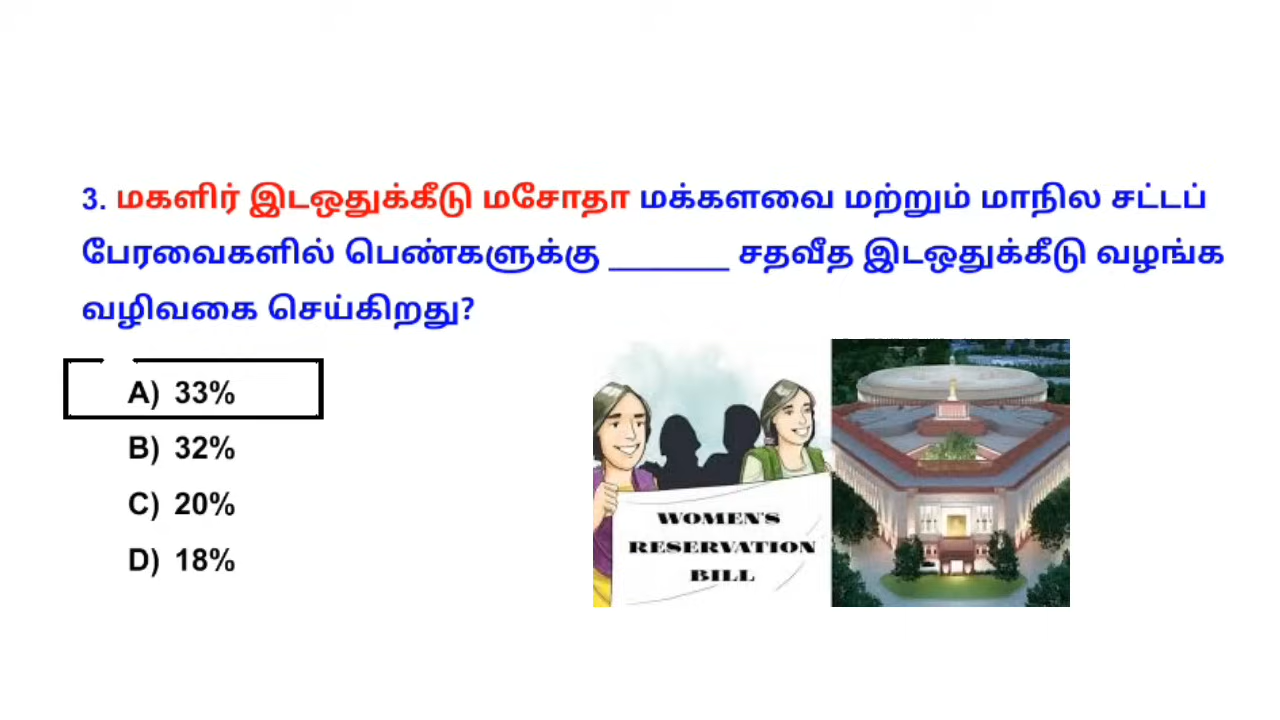 3. மகளிர் இடஒதுக்கீடு மசோதா மக்களவை மற்றும் மாநில சட்டப்
பேரவைகளில் பெண்களுக்கு ________ சதவீத இடஒதுக்கீடு வழங்க
வழிவகை செய்கிறது?
A) 33%
B) 32%
C) 20%
D) 18%
WOMEN'S
RESERVATION
BILL